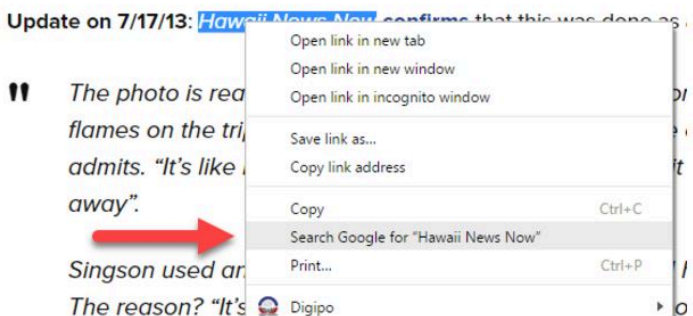 Update on 7/17/13: Hawaii News Now confirms that this was done as
Open link in new tab
Open link in new window
Open link in incognito window
Save link as...
Copy link address
Copy Ctrl+C
Search Google for “Hawaii News Now”
Print... Ctrl+P
Digipo
" The photo is rea
flames on the tri
admits. “It’s like
away”.
Singson used an
The reason? “It’s